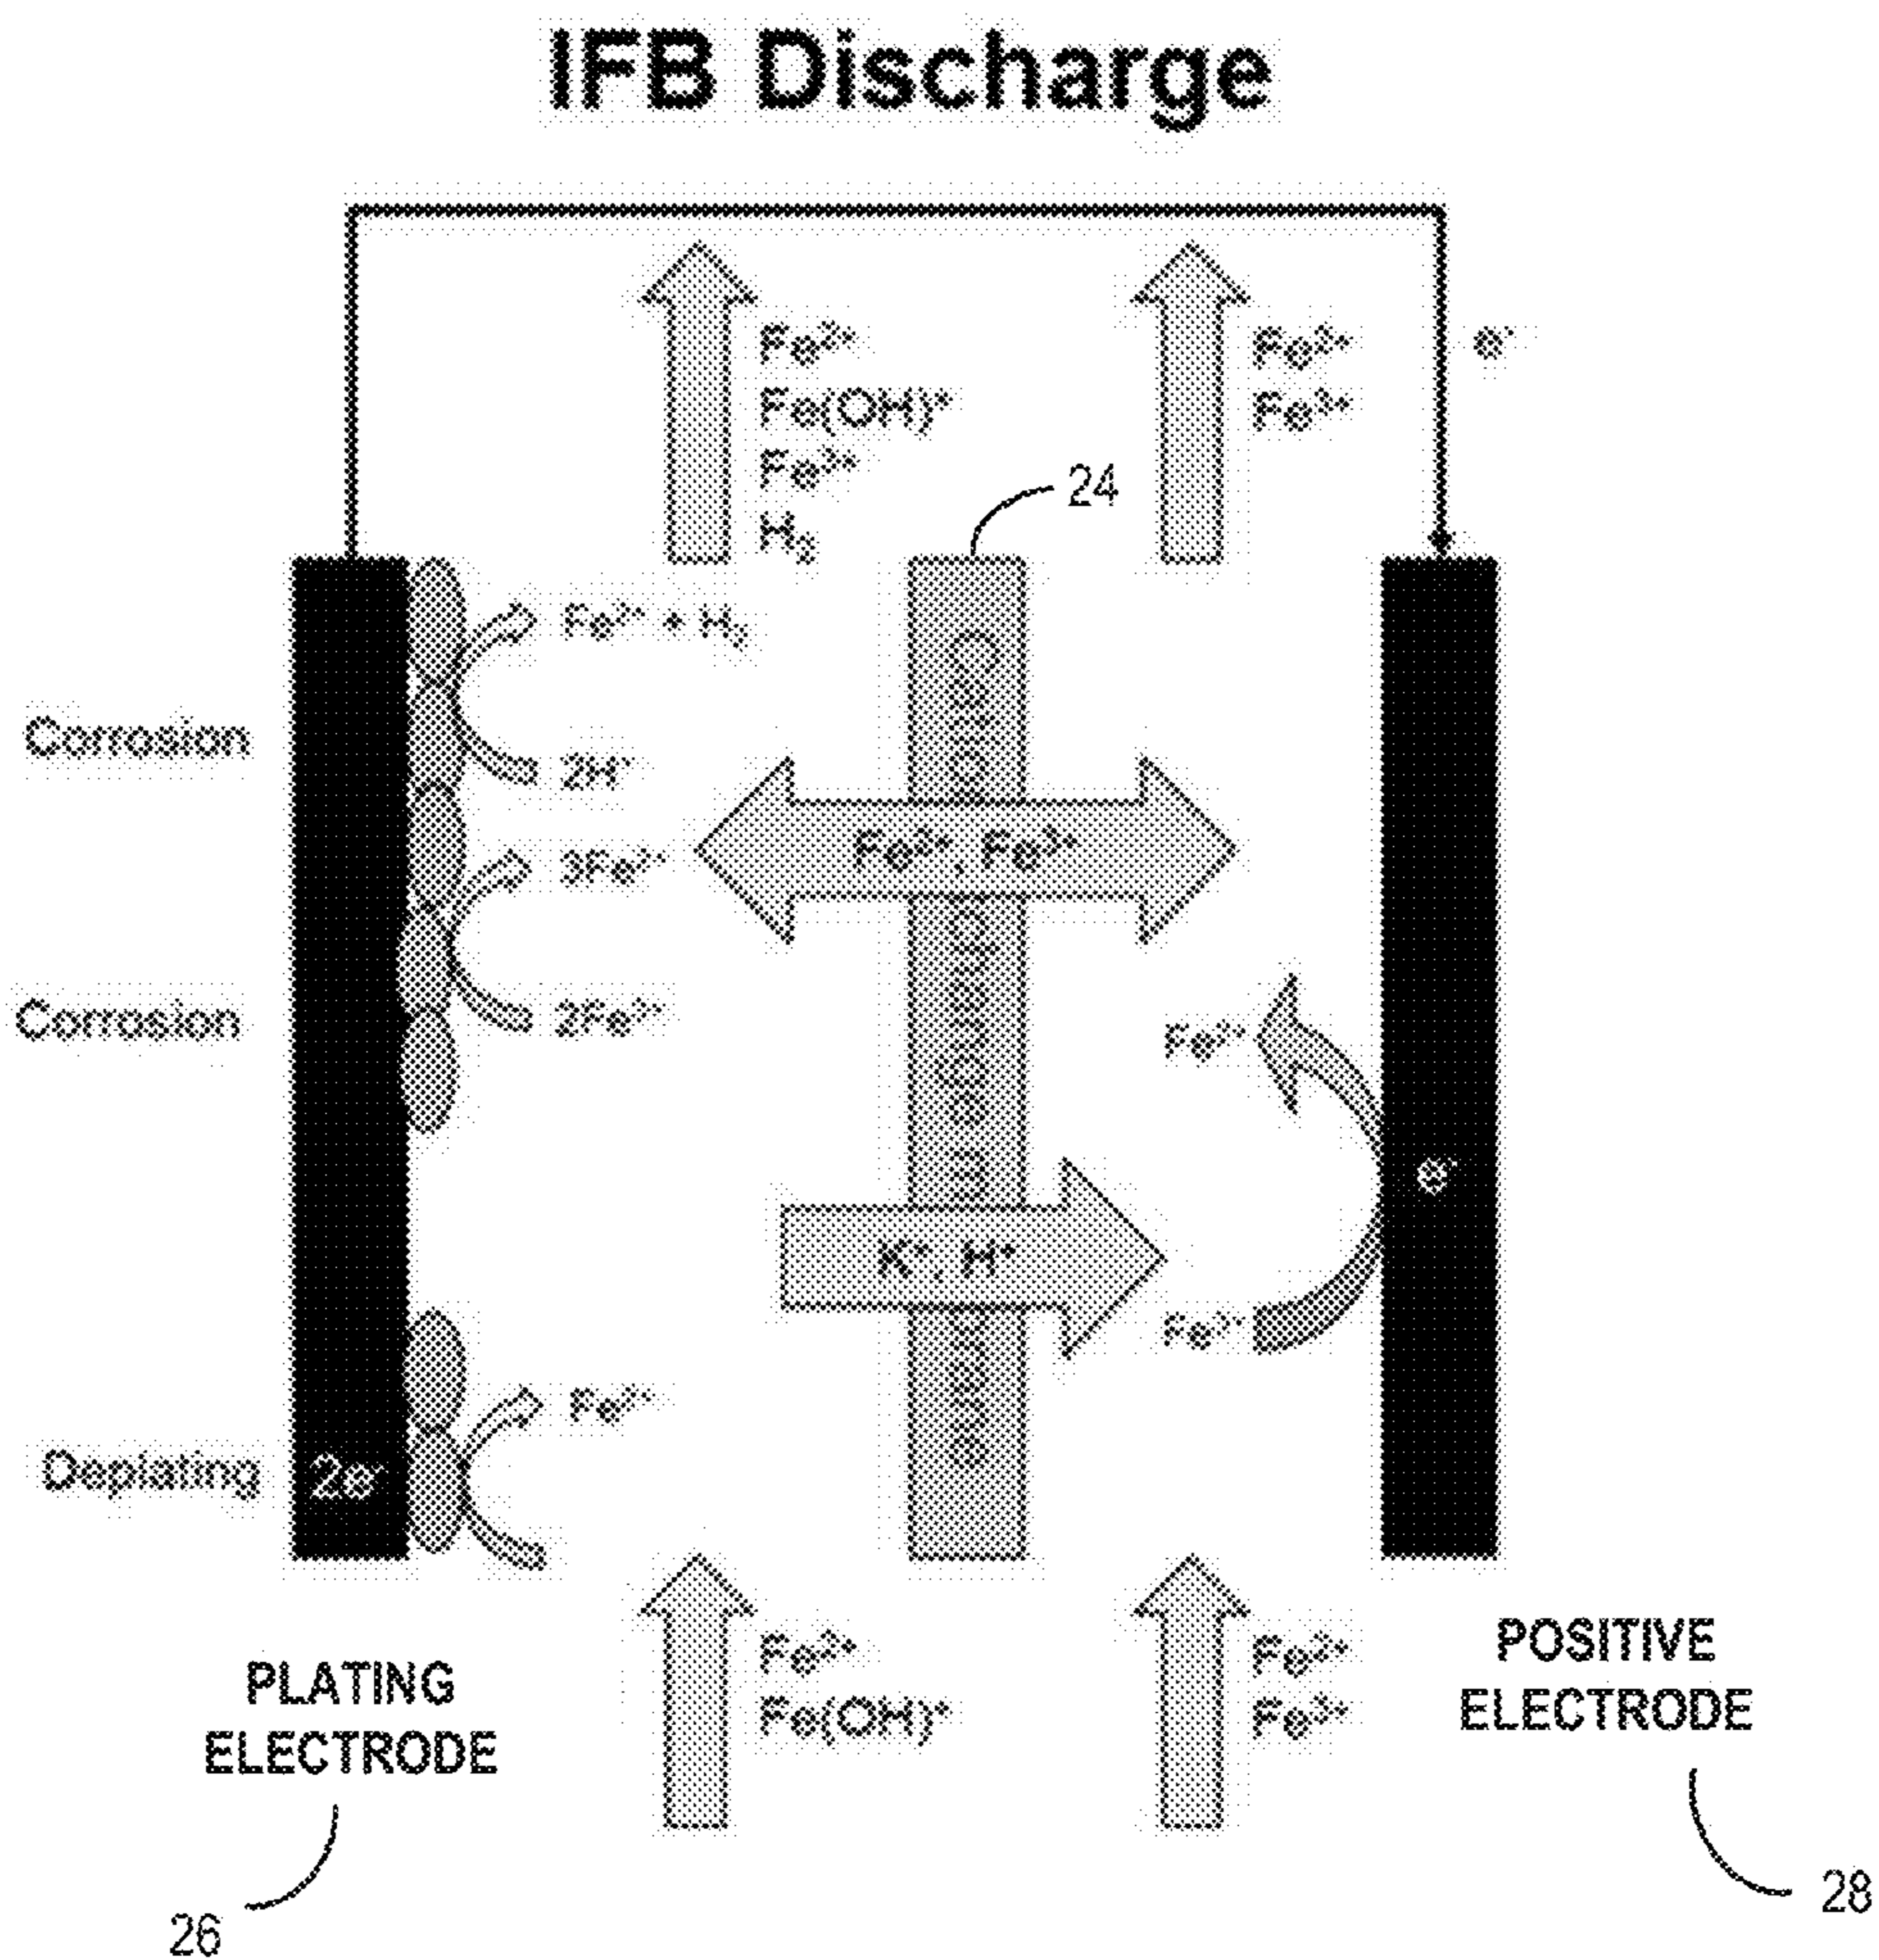 IFB Discharge
Fe²⁺
Fe(OH)⁺
H₂
Fe²⁺
Fe³⁺
e⁻
24
Fe²⁺ + H₂
Corrosion
2H⁺
3Fe²⁺
Fe²⁺, Fe³⁺
Corrosion
2Fe³⁺
Fe²⁺
e⁻
K⁺, H⁺
Fe³⁺
Fe²⁺
Deplating
2e⁻
Fe²⁺
Fe(OH)⁺
Fe²⁺
Fe³⁺
PLATING
ELECTRODE
POSITIVE
ELECTRODE
26
28